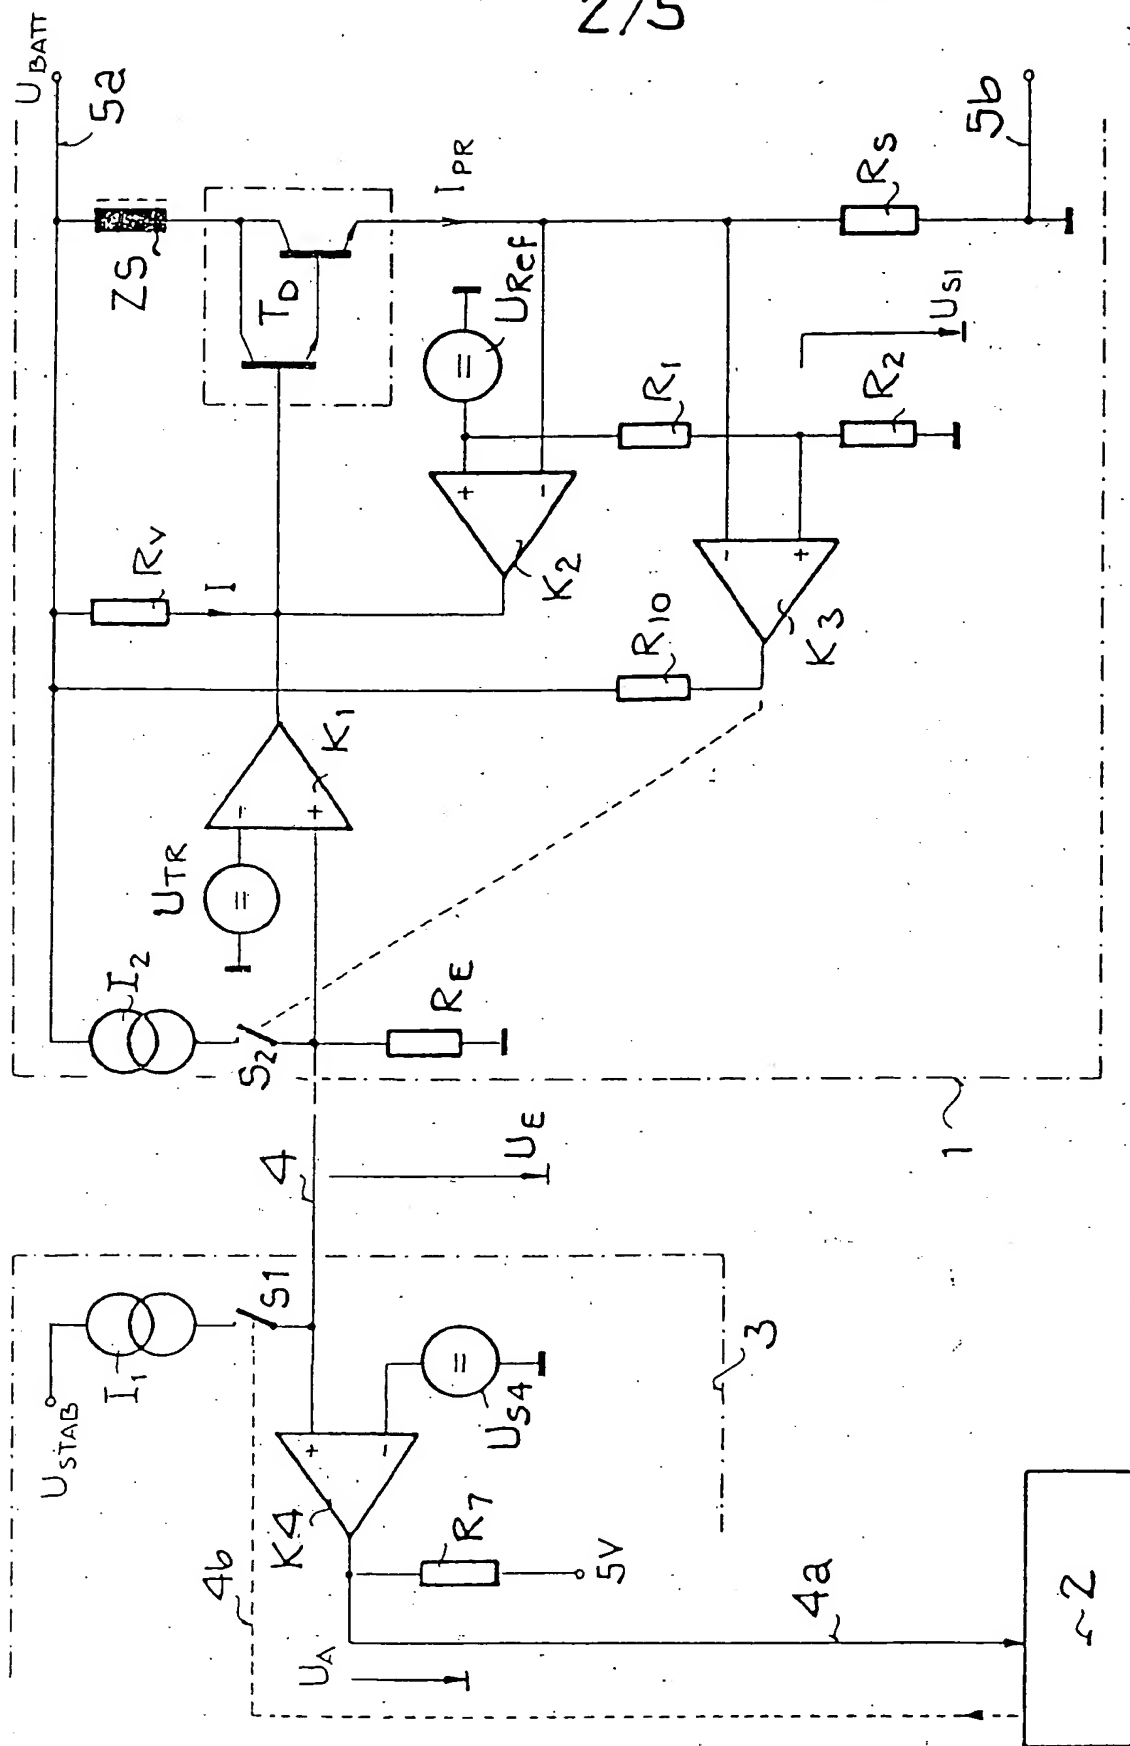 2/5
U_BATT
5a
ZS
T_D
I_PR
U_Ref
=
R_S
5b
U_S1
R_1
R_2
R_V
I
+
-
K_2
-
+
K_3
R_10
K_1
-
+
U_TR
=
I_2
S_2
R_E
1
4
U_E
U_STAB
I_1
S1
3
=
U_S4
+
-
K4
R_7
5V
4b
4a
U_A
2